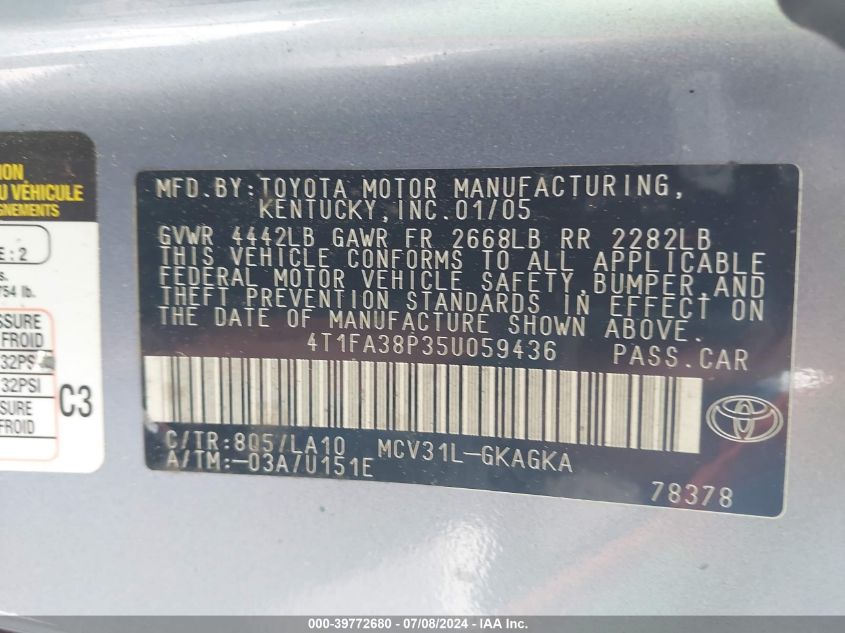 ION
U VÉHICULE
GNEMENTS
E : 2
s.
754 lb.
SSURE
FROID
32PSI
32PSI
SURE
FROID
C3
MFD.BY:TOYOTA MOTOR MANUFACTURING,
KENTUCKY,INC.01/05
GVWR 4442LB GAWR FR 2668LB RR 2282LB
THIS VEHICLE CONFORMS TO ALL APPLICABLE
FEDERAL MOTOR VEHICLE SAFETY,BUMPER,AND
THEFT PREVENTION STANDARDS IN EFFECT ON
THE DATE OF MANUFACTURE SHOWN ABOVE.
4T1FA38P35U059436 PASS.CAR
C/TR:8Q5/LA10 MCV31L-GKAGKA
A/TM:-03A/U151E
78378
000-39772680 / 07/08/2024 - IAA Inc.